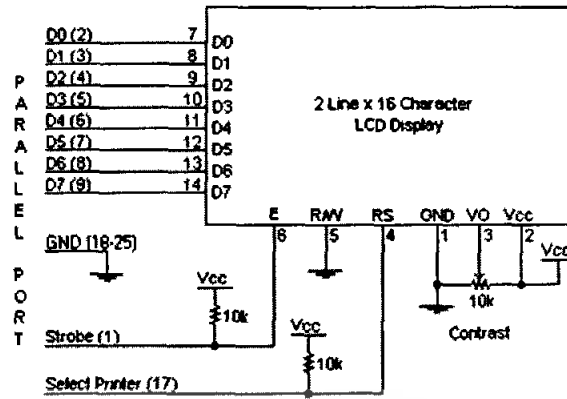 PARALLEL PORT
D0 (2) 7 D0
D1 (3) 8 D1
D2 (4) 9 D2
D3 (5) 10 D3
D4 (6) 11 D4
D5 (7) 12 D5
D6 (8) 13 D6
D7 (9) 14 D7
2 Line x 16 Character
LCD Display
E R/W RS GND VO Vcc
6 5 4 1 3 2
GND (18-25)
Vcc
Vcc
10k
10k
Contrast
Vcc
10k
Strobe (1)
Select Printer (17)